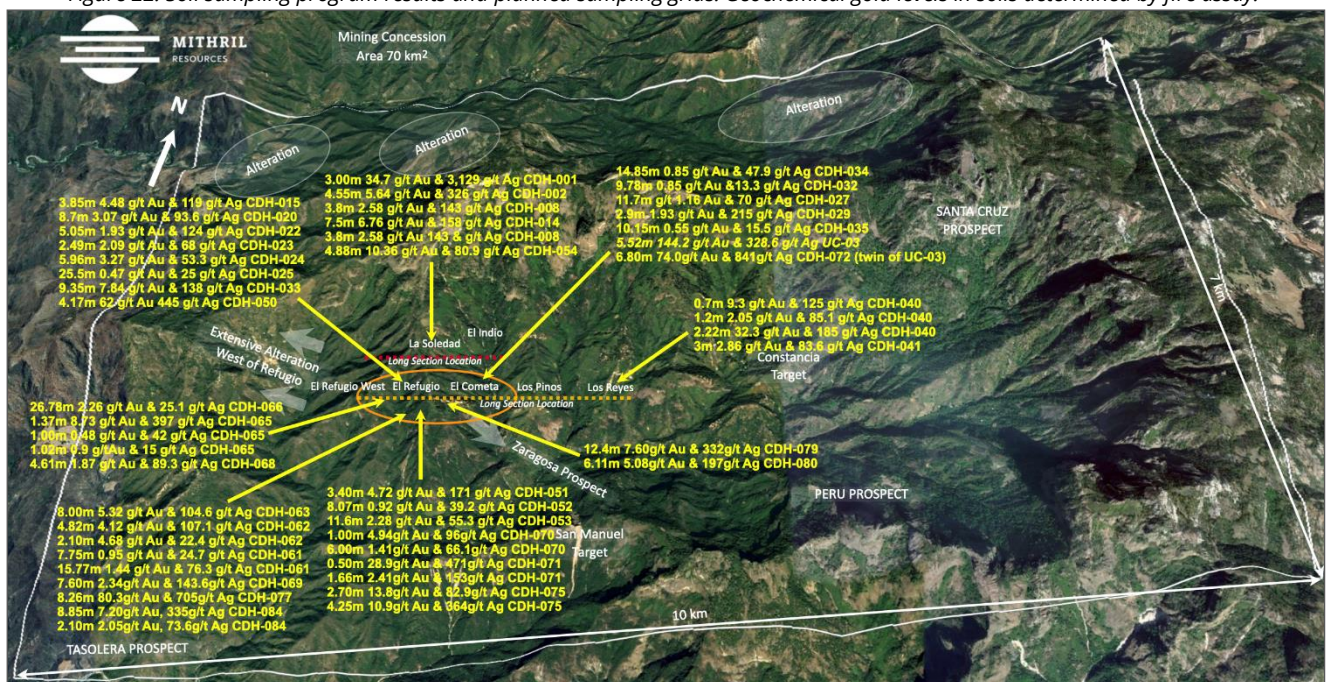 Figure 22. Soil sampling program results and planned sampling grids. Geochemical gold levels in soils determined by fire assay.
MITHRIL
RESOURCES
Mining Concession
Area 70 km²
N
Alteration
Alteration
Alteration
3.85m 4.48 g/t Au & 119 g/t Ag CDH-015
8.7m 3.07 g/t Au & 93.6 g/t Ag CDH-020
5.05m 1.93 g/t Au & 124 g/t Ag CDH-022
2.49m 2.09 g/t Au & 68 g/t Ag CDH-023
5.96m 3.27 g/t Au & 53.3 g/t Ag CDH-024
25.5m 0.47 g/t Au & 25 g/t Ag CDH-025
9.35m 7.84 g/t Au & 138 g/t Ag CDH-033
4.17m 62 g/t Au 445 g/t Ag CDH-050
3.00m 34.7 g/t Au & 3,129 g/t Ag CDH-001
4.55m 5.64 g/t Au & 326 g/t Ag CDH-002
3.8m 2.58 g/t Au & 143 g/t Ag CDH-008
7.5m 6.76 g/t Au & 158 g/t Ag CDH-014
3.8m 2.58 g/t Au 143 & g/t Ag CDH-008
4.88m 10.36 g/t Au & 80.9 g/t Ag CDH-054
14.85m 0.85 g/t Au & 47.9 g/t Ag CDH-034
9.78m 0.85 g/t Au &13.3 g/t Ag CDH-032
11.7m g/t 1.16 Au & 70 g/t Ag CDH-027
2.9m 1.93 g/t Au & 215 g/t Ag CDH-029
10.15m 0.55 g/t Au & 15.5 g/t Ag CDH-035
5.52m 144.2 g/t Au & 328.6 g/t Ag UC-03
6.80m 74.0g/t Au & 841g/t Ag CDH-072 (twin of UC-03)
SANTA CRUZ
PROSPECT
7 km
0.7m 9.3 g/t Au & 125 g/t Ag CDH-040
1.2m 2.05 g/t Au & 85.1 g/t Ag CDH-040
2.22m 32.3 g/t Au & 185 g/t Ag CDH-040
3m 2.86 g/t Au & 83.6 g/t Ag CDH-041
Constancia
Target
Extensive Alteration
West of Refugio
El Indio
La Soledad
Long Section Location
El Refugio West El Refugio El Cometa Los Pinos Los Reyes
Long Section Location
26.78m 2.26 g/t Au & 25.1 g/t Ag CDH-066
1.37m 8.73 g/t Au & 397 g/t Ag CDH-065
1.00m 0.48 g/t Au & 42 g/t Ag CDH-065
1.02m 0.9 g/tAu & 15 g/t Ag CDH-065
4.61m 1.87 g/t Au & 89.3 g/t Ag CDH-068
Zaragosa Prospect
12.4m 7.60g/t Au & 332g/t Ag CDH-079
6.11m 5.08g/t Au & 197g/t Ag CDH-080
PERU PROSPECT
8.00m 5.32 g/t Au & 104.6 g/t Ag CDH-063
4.82m 4.12 g/t Au & 107.1 g/t Ag CDH-062
2.10m 4.68 g/t Au & 22.4 g/t Ag CDH-062
7.75m 0.95 g/t Au & 24.7 g/t Ag CDH-061
15.77m 1.44 g/t Au & 76.3 g/t Ag CDH-061
7.60m 2.34g/t Au & 143.6g/t Ag CDH-069
8.26m 80.3g/t Au & 705g/t Ag CDH-077
8.85m 7.20g/t Au, 335g/t Ag CDH-084
2.10m 2.05g/t Au, 73.6g/t Ag CDH-084
3.40m 4.72 g/t Au & 171 g/t Ag CDH-051
8.07m 0.92 g/t Au & 39.2 g/t Ag CDH-052
11.6m 2.28 g/t Au & 55.3 g/t Ag CDH-053
1.00m 4.94g/t Au & 96g/t Ag CDH-070
6.00m 1.41g/t Au & 66.1g/t Ag CDH-070
0.50m 28.9g/t Au & 471g/t Ag CDH-071
1.66m 2.41g/t Au & 153g/t Ag CDH-071
2.70m 13.8g/t Au & 82.9g/t Ag CDH-075
4.25m 10.9g/t Au & 364g/t Ag CDH-075
San Manuel
Target
10 km
TASOLERA PROSPECT